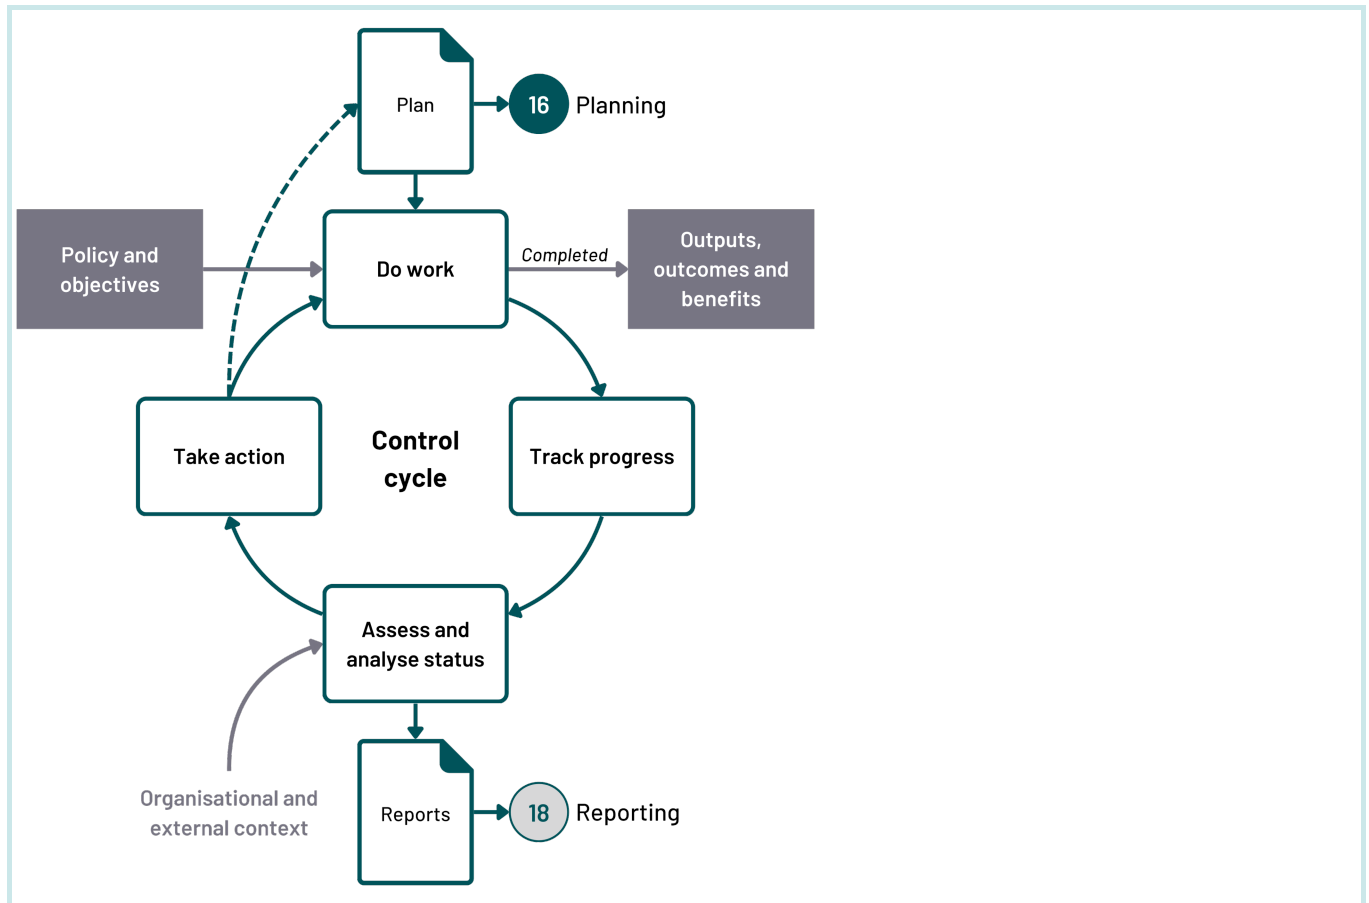 Plan
16
Planning
Policy and
objectives
Do work
Completed
Outputs,
outcomes and
benefits
Take action
Control
cycle
Track progress
Assess and
analyse status
Organisational and
external context
Reports
18
Reporting